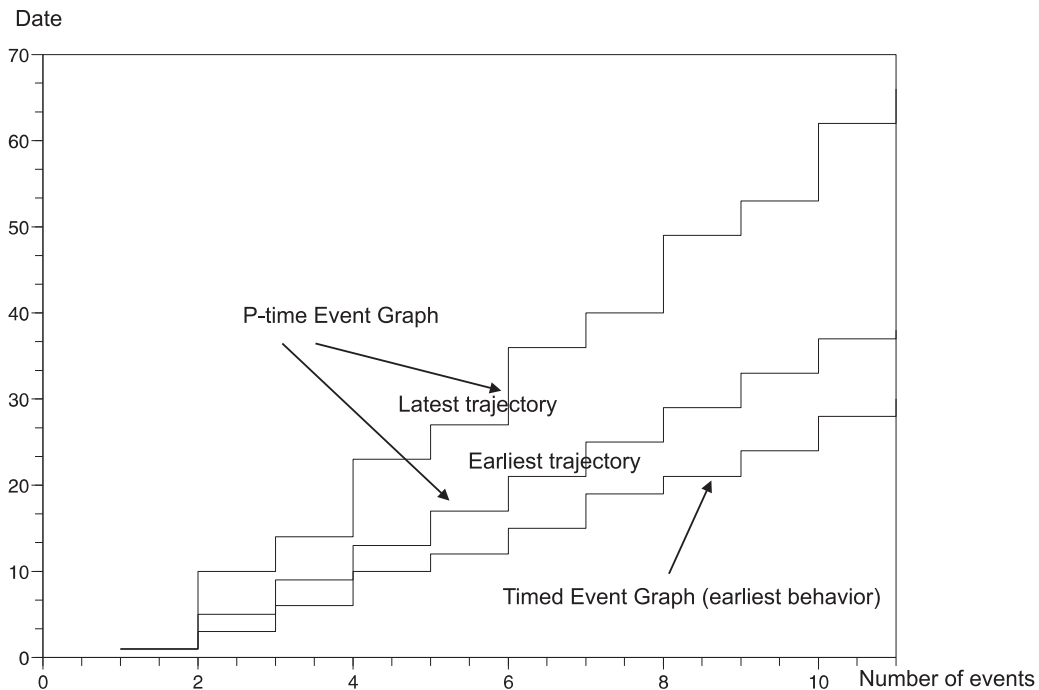 Date
70
60
50
40
30
20
10
0
P-time Event Graph
Latest trajectory
Earliest trajectory
Timed Event Graph (earliest behavior)
0 2 4 6 8 10
Number of events